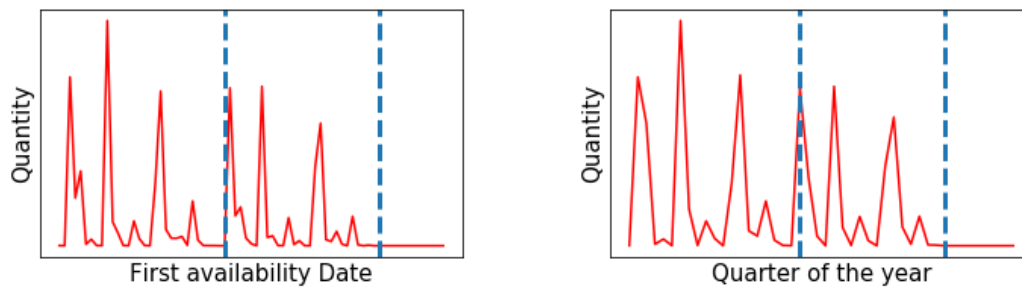 Quantity
First availability Date
Quantity
Quarter of the year